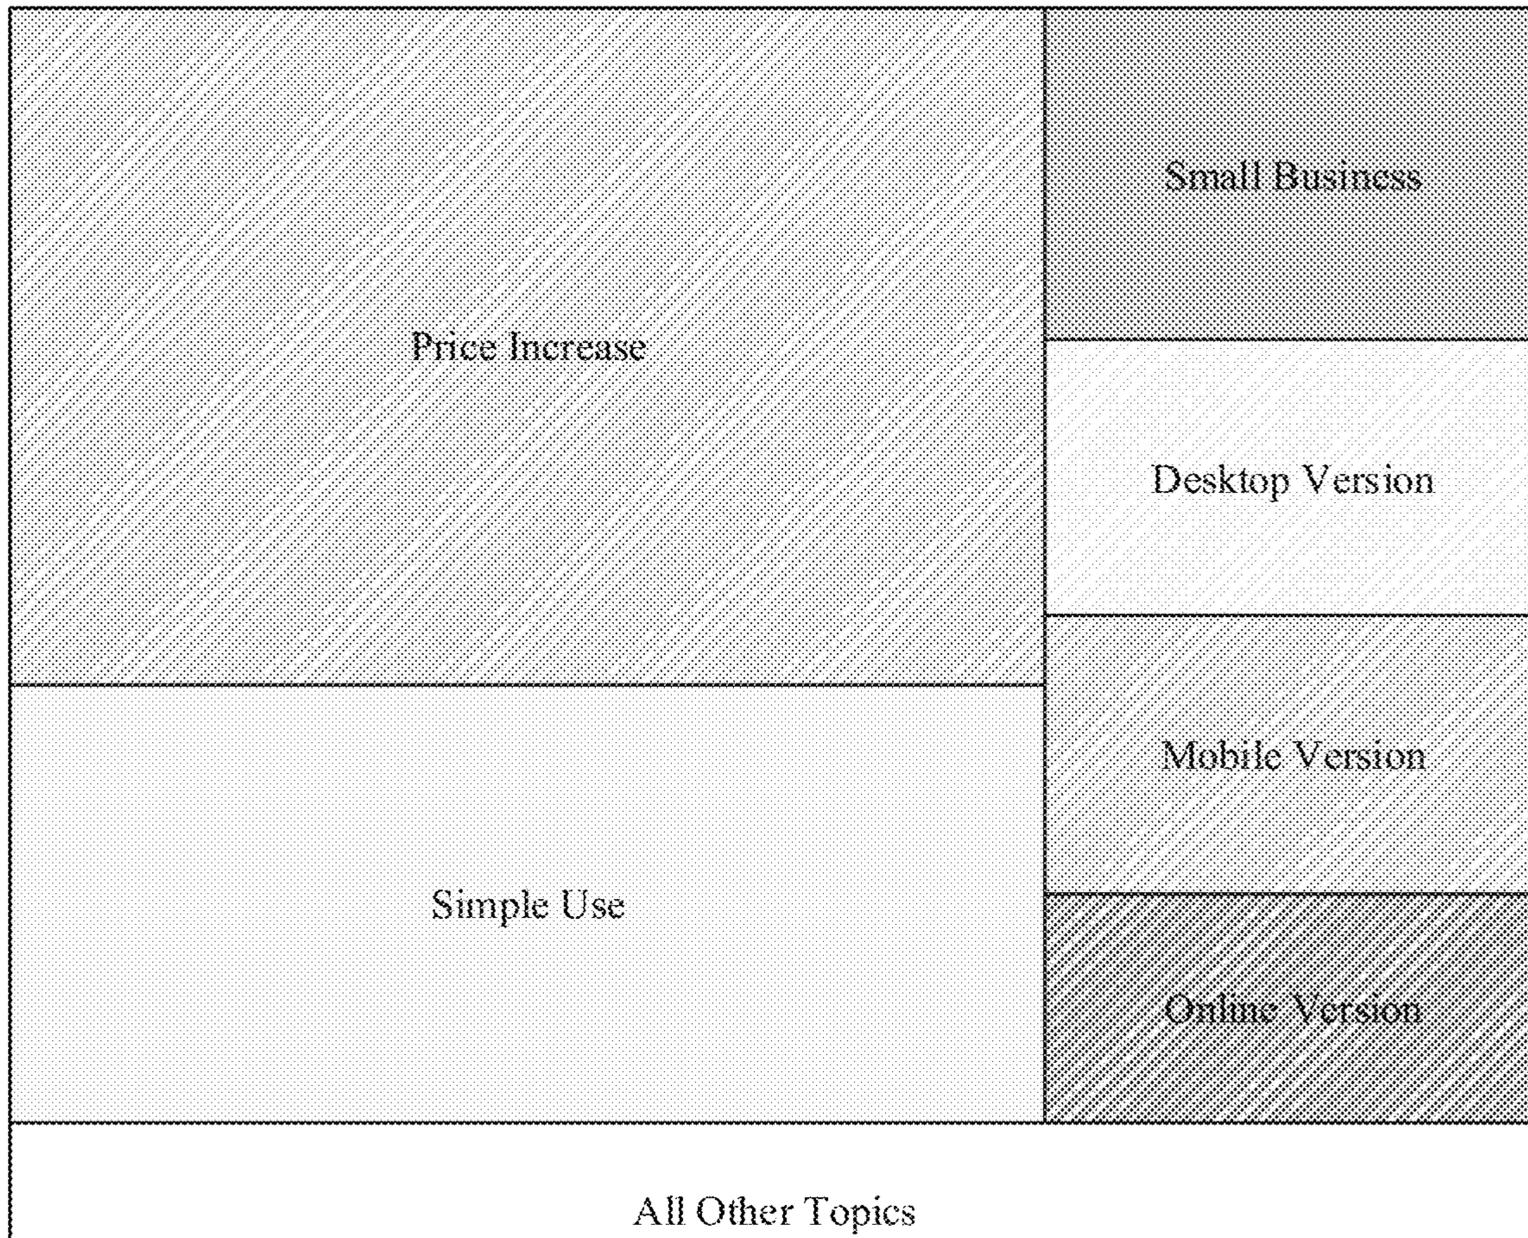 Price Increase
Simple Use
Small Business
Desktop Version
Mobile Version
Online Version
All Other Topics